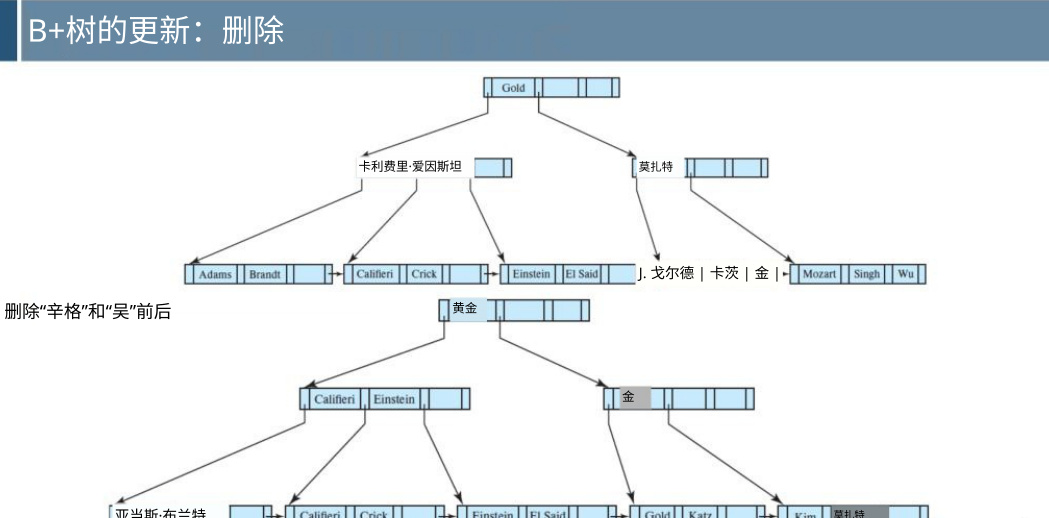 B+树的更新：删除
Gold
卡利费里·爱因斯坦 莫扎特
Adams Brandt Califieri Crick Einstein El Said J. 戈尔德 | 卡茨 | 金 | Mozart Singh Wu
删除“辛格”和“吴”前后
黄金
Califieri Einstein 金
亚当斯·布兰特 Califieri Crick Einstein El Said Gold Katz Kim 莫扎特